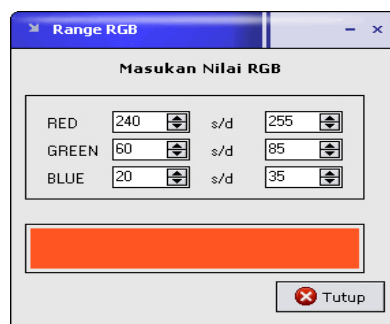 Range RGB
Masukan Nilai RGB
RED 240 s/d 255
GREEN 60 s/d 85
BLUE 20 s/d 35
Tutup